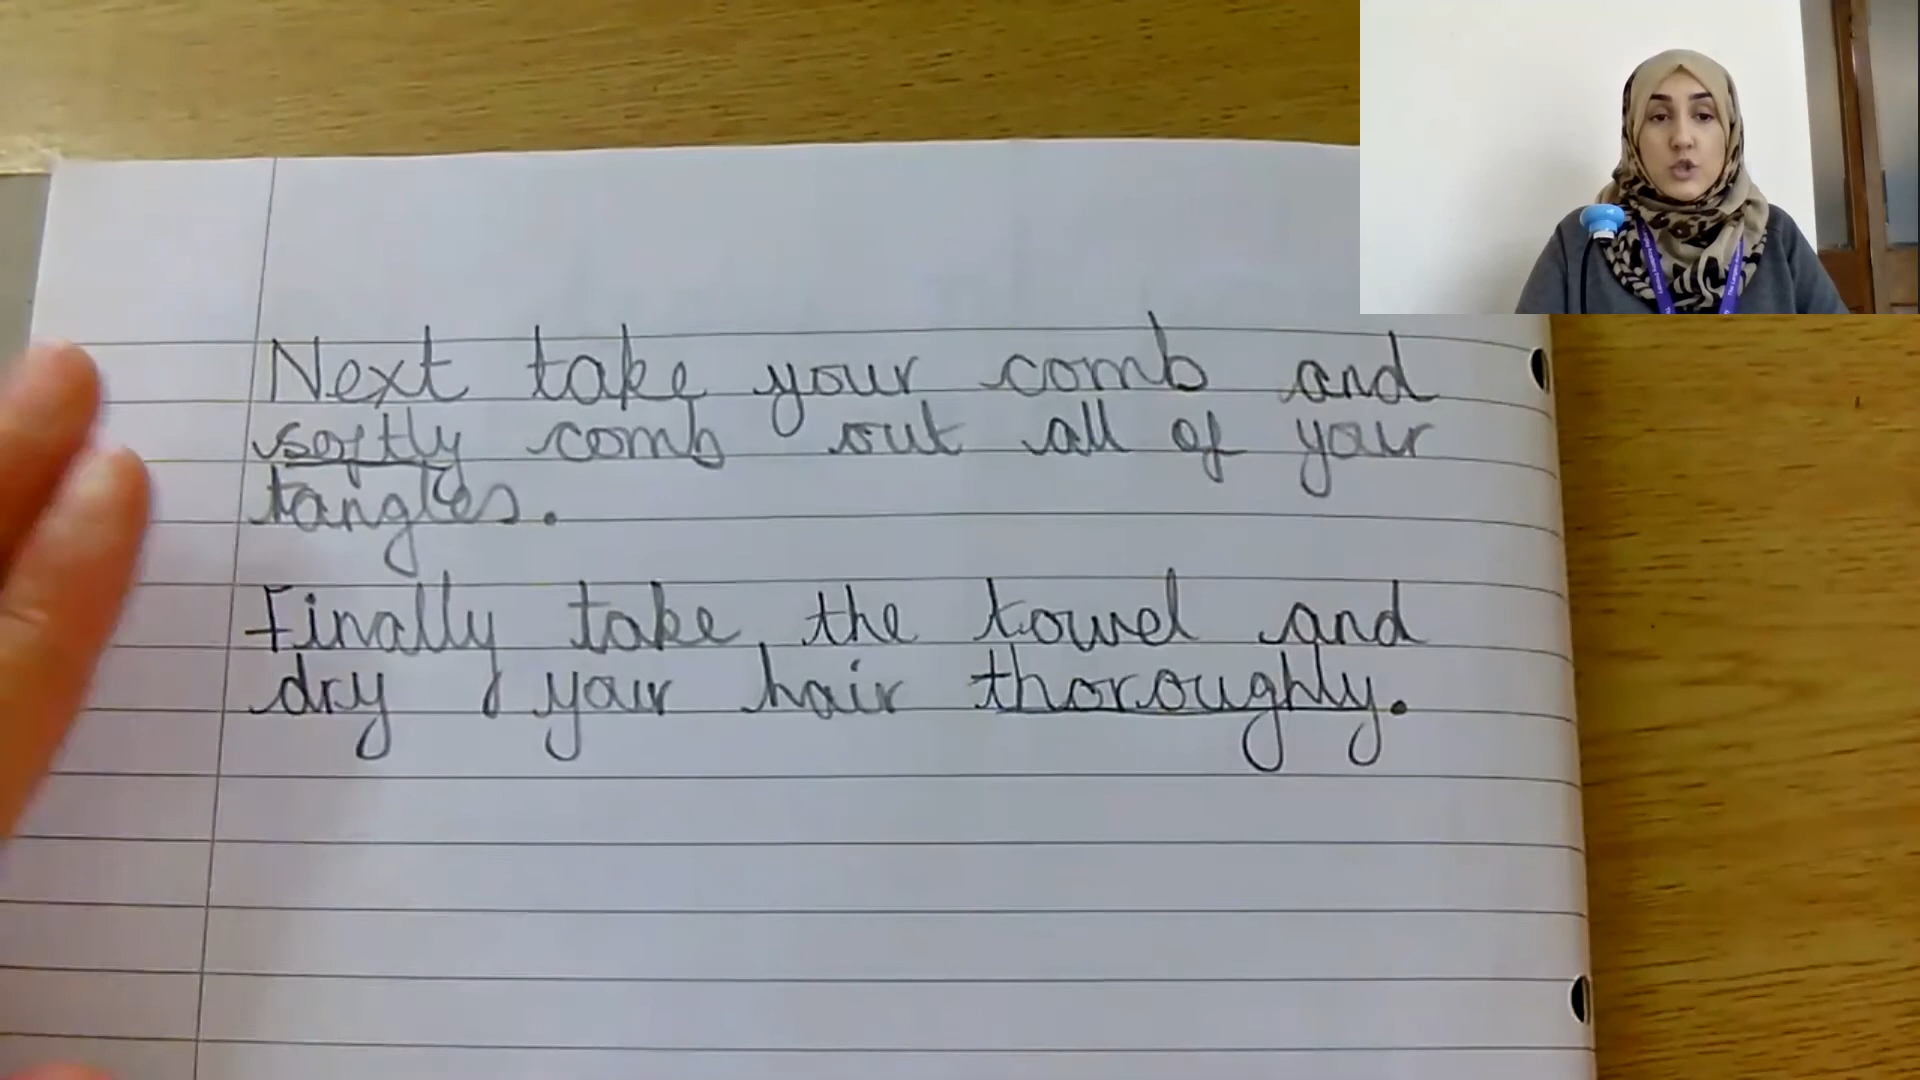 Next take your comb and
softly comb out all of your
tangles.
Finally take the towel and
dry your hair thoroughly.